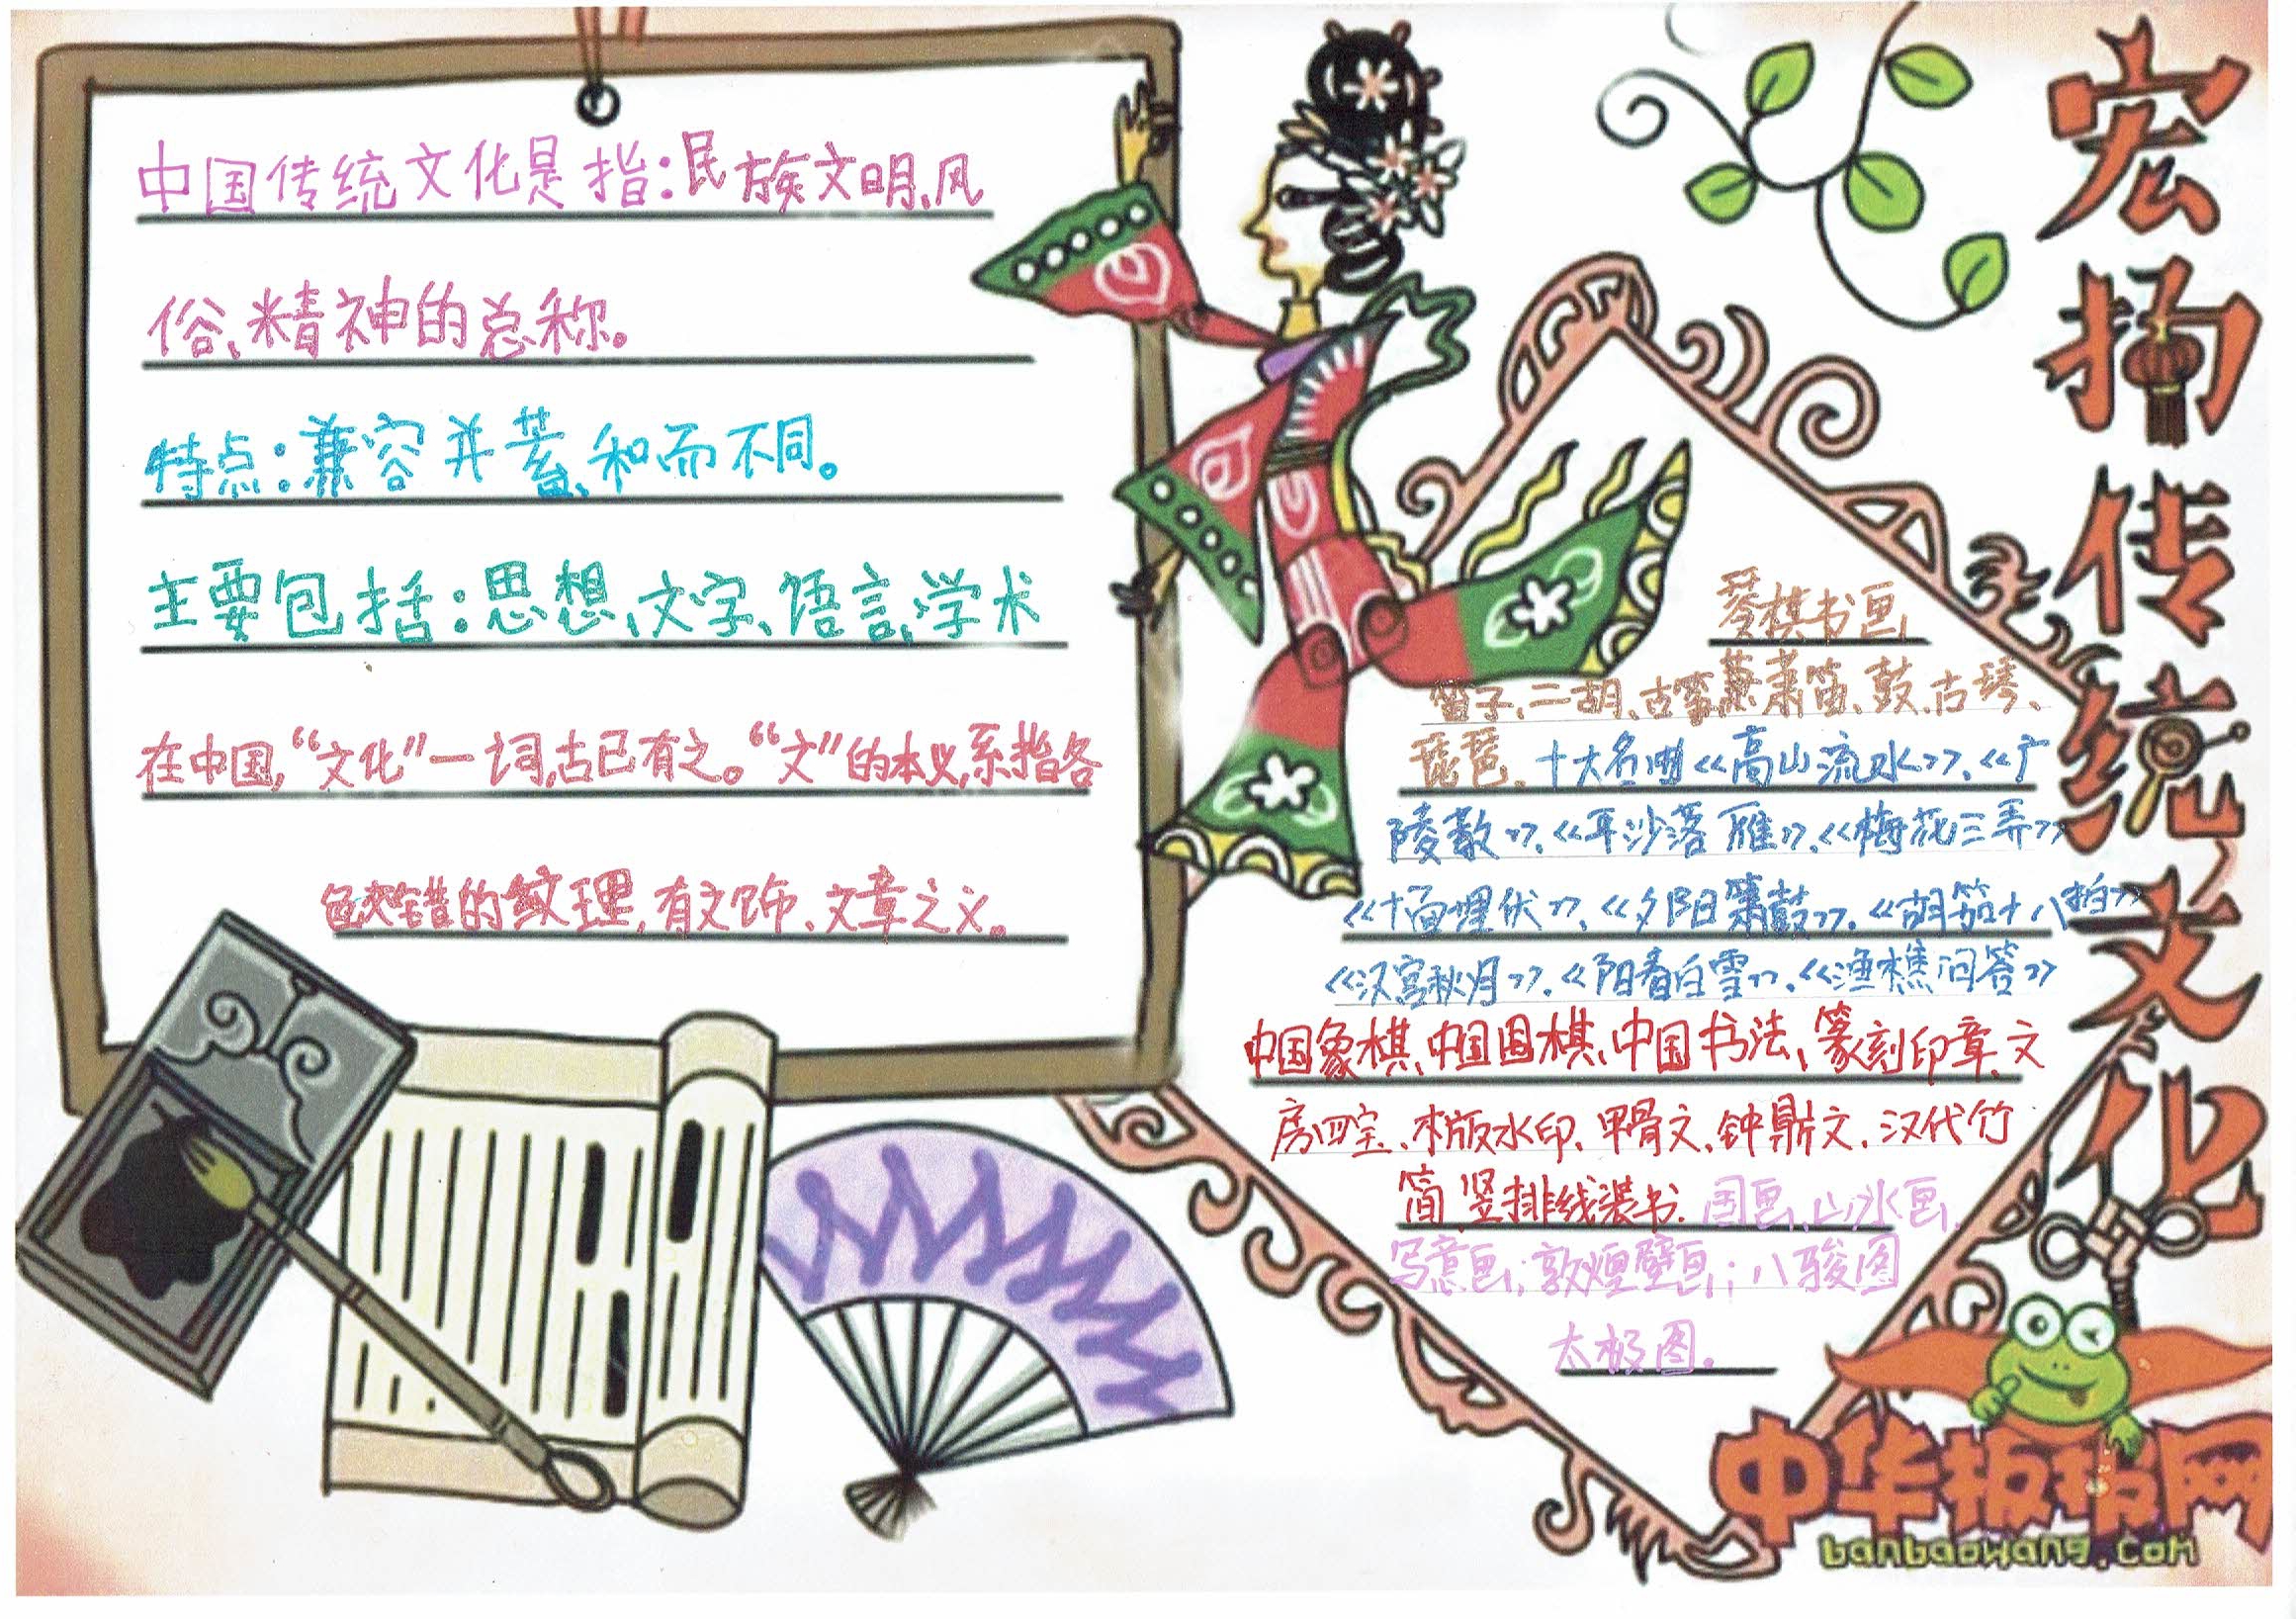 中国传统文化是指：民族文明、风
俗、精神的总称。
特点：兼容并蓄、和而不同。
主要包括：思想、文字、语言、学术
在中国，“文化”一词，古已有之。“文”的本义，系指各
色交错的纹理，有文饰、文章之义。
宏扬传统文化
琴棋书画
笛子、二胡、古筝、萧笛、鼓、古琴、
琵琶、十大名曲《高山流水》、《广
陵散》、《平沙落雁》、《梅花三弄》
《十面埋伏》、《夕阳箫鼓》、《胡笳十八拍》
《汉宫秋月》、《阳春白雪》、《渔樵问答》
中国象棋、中国围棋、中国书法、篆刻印章、文
房四宝、木版水印、甲骨文、钟鼎文、汉代竹
简、竖排线装书、国画、山水画、
写意画；敦煌壁画；八骏图
太极图。
中华板报网
banbaowang.com